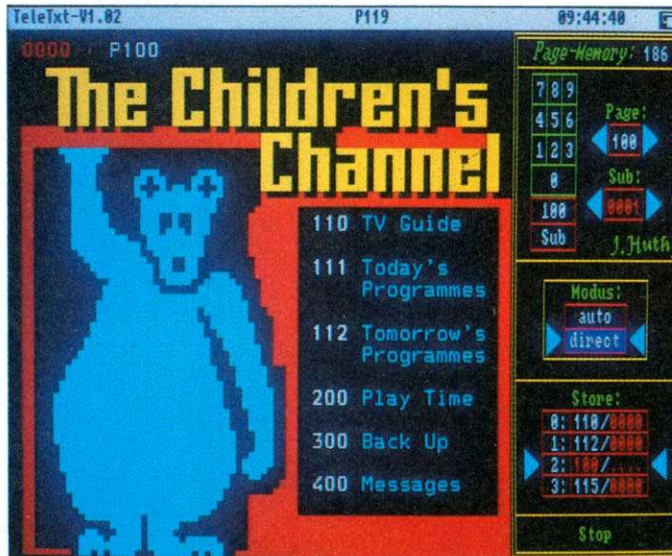 TeleTxt-V1.02 P119 09:44:40
0000 P100
The Children's
Channel
110 TV Guide
111 Today's
Programmes
112 Tomorrow's
Programmes
200 Play Time
300 Back Up
400 Messages
Page-Memory: 186
7 8 9
4 5 6
1 2 3
0
100
Sub
Page:
100
Sub:
0001
J.Huth
Modus:
auto
direct
Store:
0: 110/0000
1: 112/0000
2: 100/....
3: 115/0000
Stop